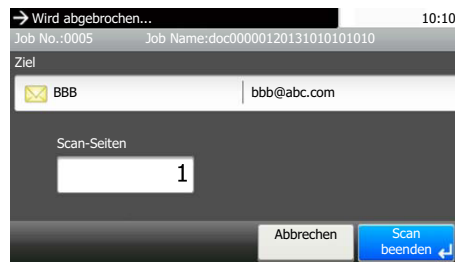 Wird abgebrochen... 10:10
Job No.:0005 Job Name:doc00000120131010101010
Ziel
BBB bbb@abc.com
Scan-Seiten
1
Abbrechen
Scan
beenden